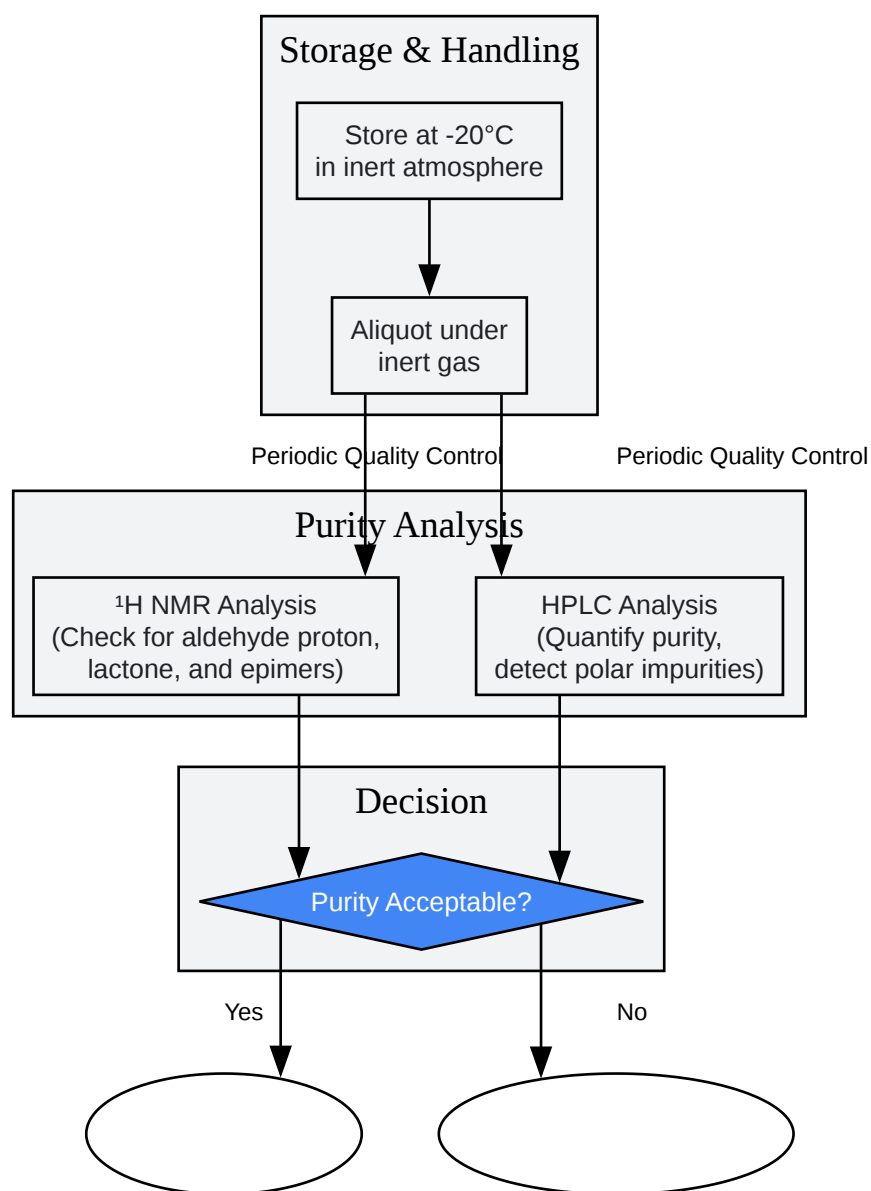 Storage & Handling
Store at -20°C
in inert atmosphere
Aliquot under
inert gas
Periodic Quality Control
Periodic Quality Control
Purity Analysis
¹H NMR Analysis
(Check for aldehyde proton,
lactone, and epimers)
HPLC Analysis
(Quantify purity,
detect polar impurities)
Decision
Purity Acceptable?
Yes
No